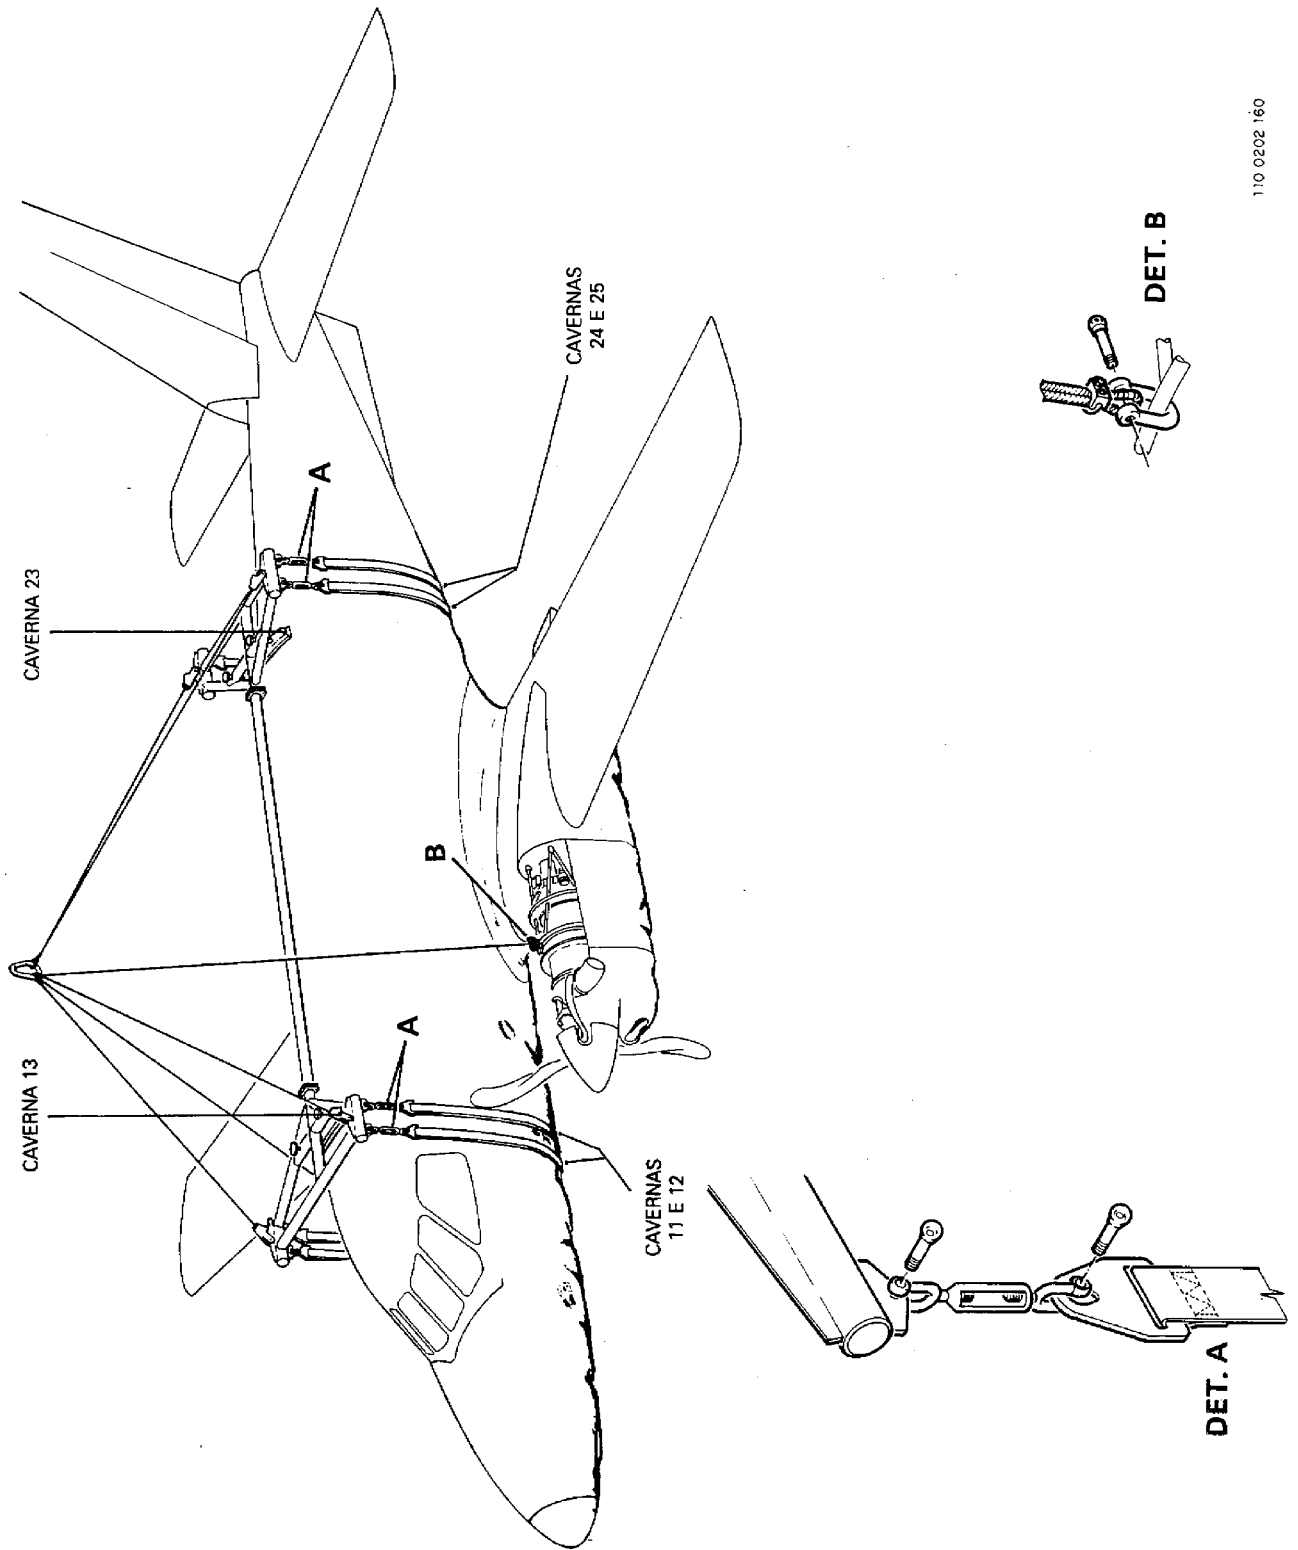 CAVERNA 13
CAVERNA 23
A
B
A
CAVERNAS
11 E 12
CAVERNAS
24 E 25
DET. A
DET. B
110 0202 160